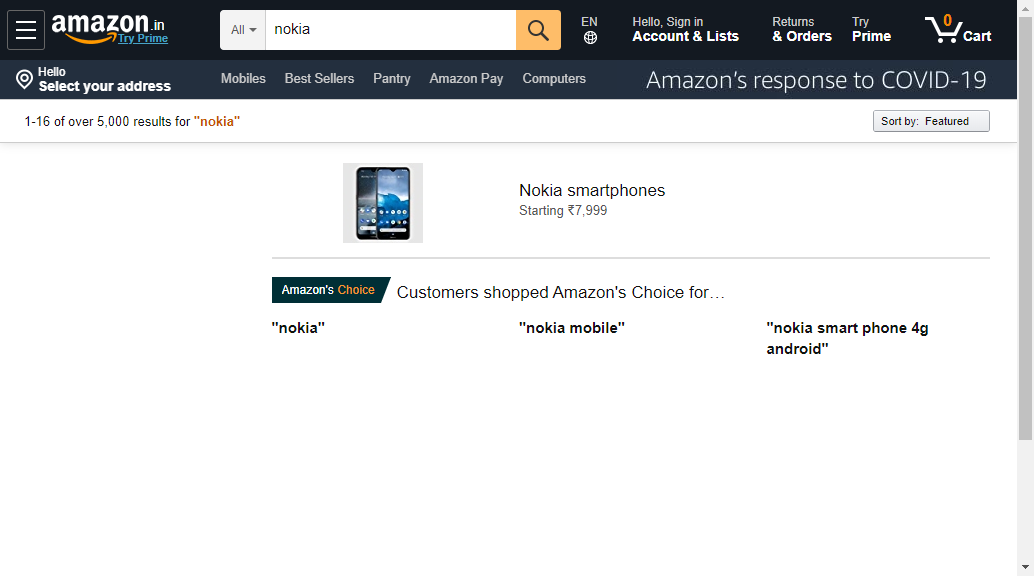 amazon.in
Try Prime
All
nokia
EN
Hello, Sign in
Account & Lists
Returns
& Orders
Try
Prime
0
Cart
Hello
Select your address
Mobiles
Best Sellers
Pantry
Amazon Pay
Computers
Amazon's response to COVID-19
1-16 of over 5,000 results for "nokia"
Sort by: Featured
Nokia smartphones
Starting ₹7,999
Amazon's Choice
Customers shopped Amazon's Choice for…
"nokia"
"nokia mobile"
"nokia smart phone 4g
android"